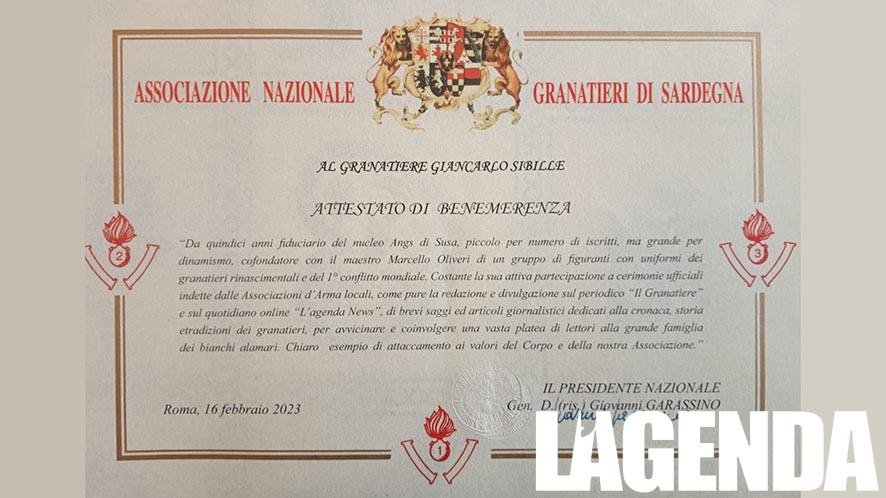 ASSOCIAZIONE NAZIONALE GRANATIERI DI SARDEGNA
AL GRANATIERE GIANCARLO SIBILLE
ATTESTATO DI BENEMERENZA
"Da quindici anni fiduciario del nucleo Angs di Susa, piccolo per numero di iscritti, ma grande per
dinamismo, cofondatore con il maestro Marcello Oliveri di un gruppo di figuranti con uniformi dei
granatieri rinascimentali e del 1° conflitto mondiale. Costante la sua attiva partecipazione a cerimonie ufficiali
indette dalle Associazioni d'Arma locali, come pure la redazione e divulgazione sul periodico "Il Granatiere"
e sul quotidiano online "L'agenda News", di brevi saggi ed articoli giornalistici dedicati alla cronaca, storia
etradizioni dei granatieri, per avvicinare e coinvolgere una vasta platea di lettori alla grande famiglia
dei bianchi alamari. Chiaro esempio di attaccamento ai valori del Corpo e della nostra Associazione."
2
3
IL PRESIDENTE NAZIONALE
Roma, 16 febbraio 2023
Gen. D. (ris.) Giovanni GARASSINO
1
L'AGENDA